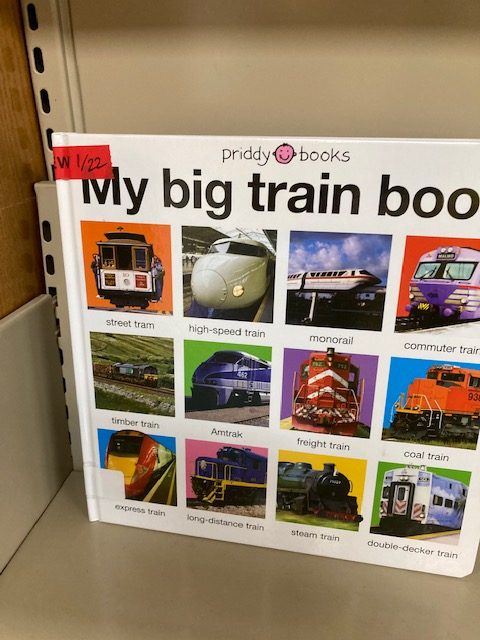 priddy books
W 1/22
My big train boo
street tram
high-speed train
monorail
commuter train
timber train
Amtrak
freight train
coal train
express train
long-distance train
steam train
double-decker train